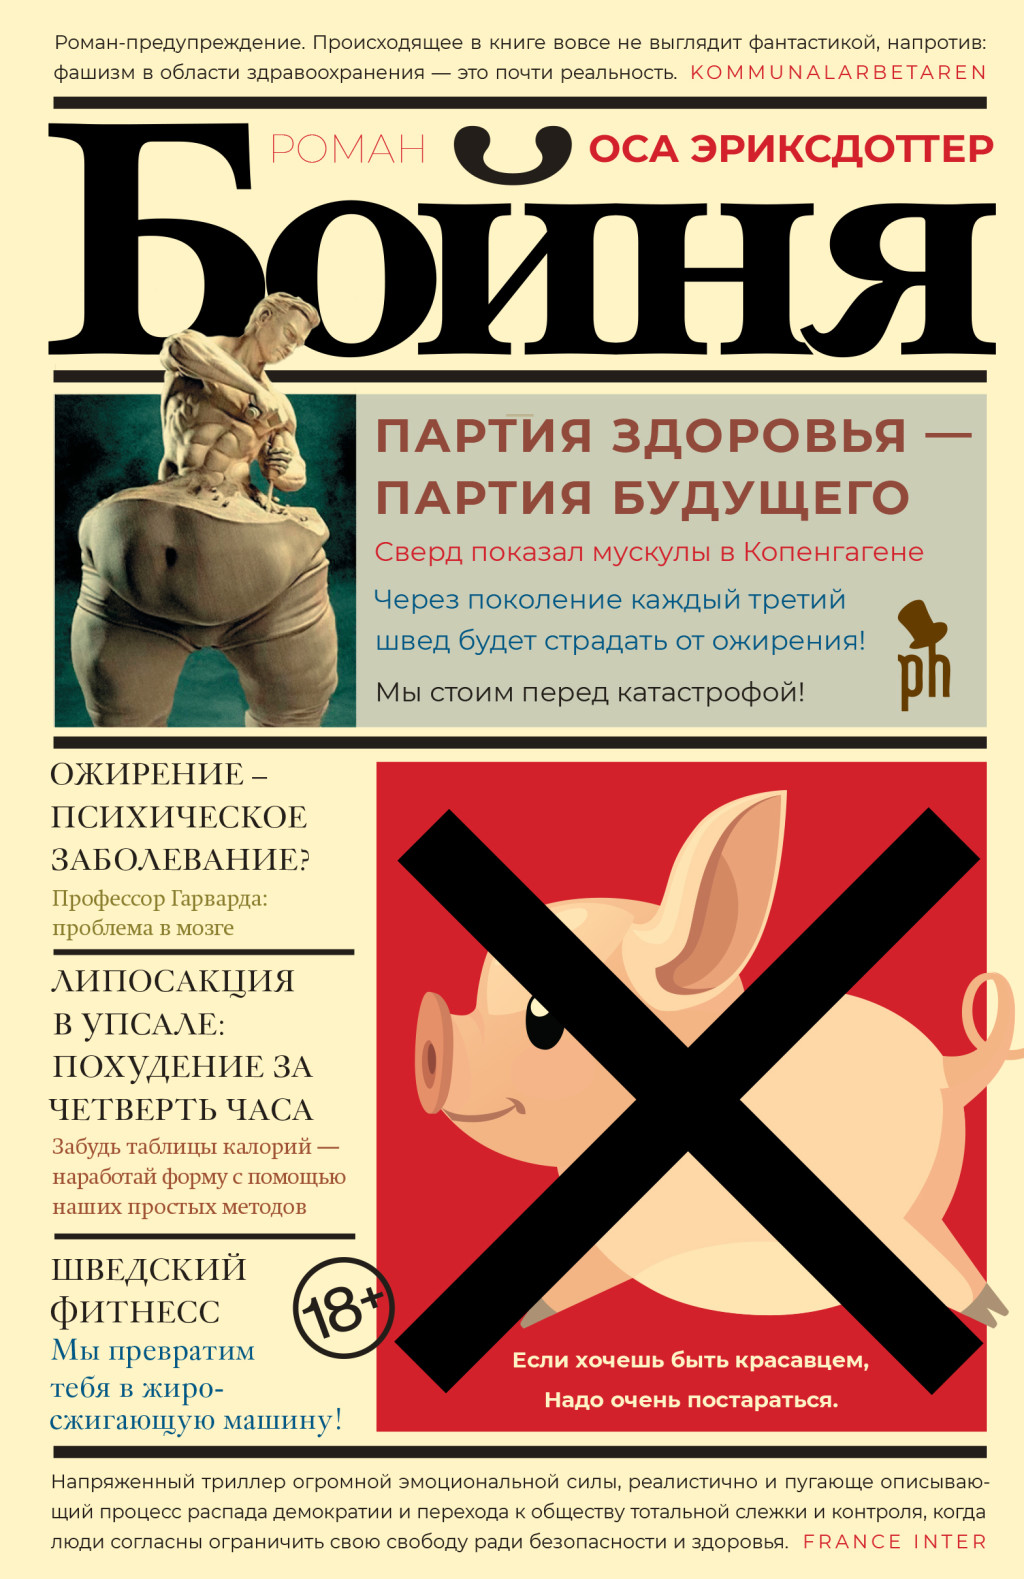 Роман-предупреждение. Происходящее в книге вовсе не выглядит фантастикой, напротив:
фашизм в области здравоохранения — это почти реальность. KOMMUNALARBETAREN
РОМАН
ОСА ЭРИКСДОТТЕР
Бойня
ПАРТИЯ ЗДОРОВЬЯ —
ПАРТИЯ БУДУЩЕГО
Сверд показал мускулы в Копенгагене
Через поколение каждый третий
швед будет страдать от ожирения!
Мы стоим перед катастрофой!
ph
ОЖИРЕНИЕ –
ПСИХИЧЕСКОЕ
ЗАБОЛЕВАНИЕ?
Профессор Гарварда:
проблема в мозге
ЛИПОСАКЦИЯ
В УПСАЛЕ:
ПОХУДЕНИЕ ЗА
ЧЕТВЕРТЬ ЧАСА
Забудь таблицы калорий —
наработай форму с помощью
наших простых методов
ШВЕДСКИЙ
ФИТНЕСС
Мы превратим
тебя в жиро-
сжигающую машину!
18+
Если хочешь быть красавцем,
Надо очень постараться.
Напряженный триллер огромной эмоциональной силы, реалистично и пугающе описываю-
щий процесс распада демократии и перехода к обществу тотальной слежки и контроля, когда
люди согласны ограничить свою свободу ради безопасности и здоровья. FRANCE INTER